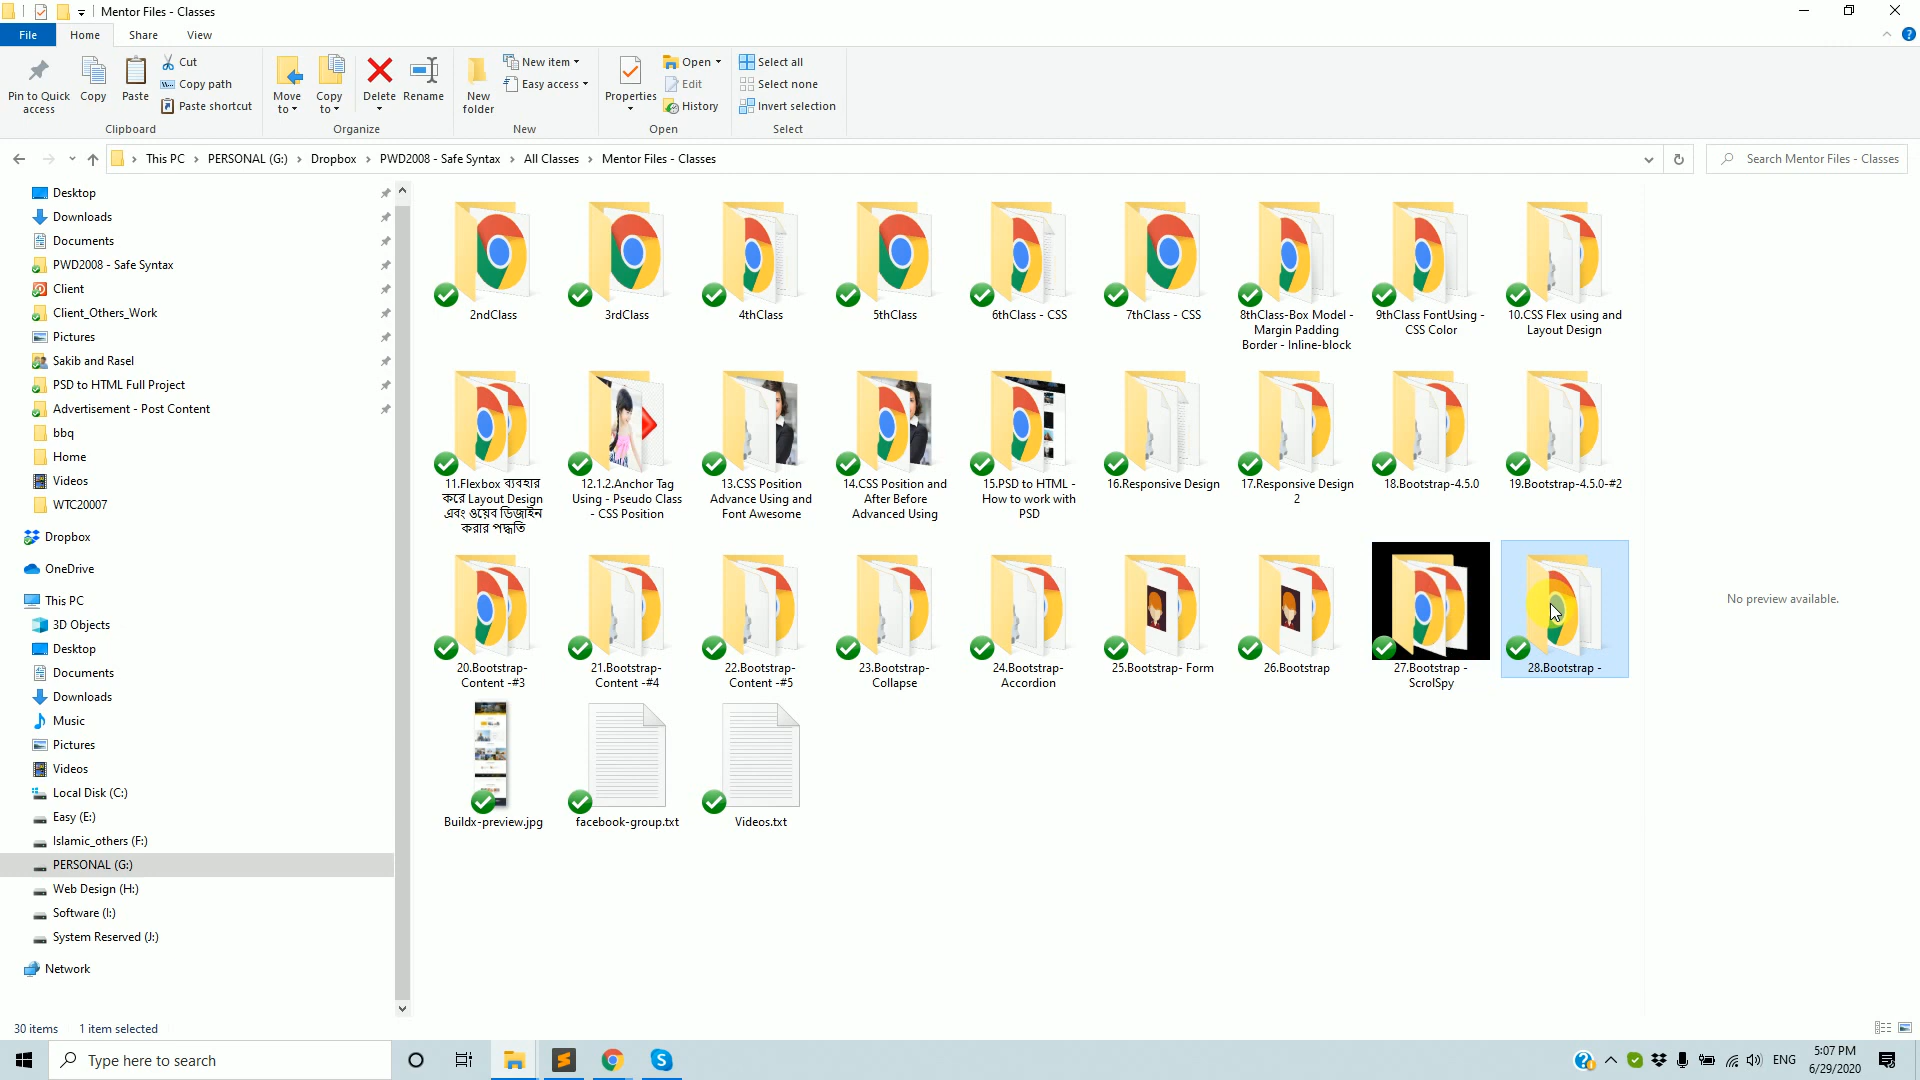 Mentor Files - Classes
File Home Share View
Pin to Quick access
Copy
Paste
Cut
Copy path
Paste shortcut
Clipboard
Move to
Copy to
Delete
Rename
Organize
New folder
New item
Easy access
New
Properties
Open
Edit
History
Open
Select all
Select none
Invert selection
Select
This PC > PERSONAL (G:) > Dropbox > PWD2008 - Safe Syntax > All Classes > Mentor Files - Classes
Search Mentor Files - Classes
Desktop
Downloads
Documents
PWD2008 - Safe Syntax
Client
Client_Others_Work
Pictures
Sakib and Rasel
PSD to HTML Full Project
Advertisement - Post Content
bbq
Home
Videos
WTC20007
Dropbox
OneDrive
This PC
3D Objects
Desktop
Documents
Downloads
Music
Pictures
Videos
Local Disk (C:)
Easy (E:)
Islamic_others (F:)
PERSONAL (G:)
Web Design (H:)
Software (I:)
System Reserved (J:)
Network
2ndClass
3rdClass
4thClass
5thClass
6thClass - CSS
7thClass - CSS
8thClass-Box Model -
Margin Padding
Border - Inline-block
9thClass FontUsing -
CSS Color
10.CSS Flex using and
Layout Design
11.Flexbox ব্যবহার
করে Layout Design
এবং ওয়েব ডিজাইন
করার পদ্ধতি
12.1.2.Anchor Tag
Using - Pseudo Class
- CSS Position
13.CSS Position
Advance Using and
Font Awesome
14.CSS Position and
After Before
Advanced Using
15.PSD to HTML -
How to work with
PSD
16.Responsive Design
17.Responsive Design
2
18.Bootstrap-4.5.0
19.Bootstrap-4.5.0-#2
20.Bootstrap-
Content -#3
21.Bootstrap-
Content -#4
22.Bootstrap-
Content -#5
23.Bootstrap-
Collapse
24.Bootstrap-
Accordion
25.Bootstrap- Form
26.Bootstrap
27.Bootstrap -
ScrolSpy
28.Bootstrap -
Buildx-preview.jpg
facebook-group.txt
Videos.txt
No preview available.
30 items 1 item selected
Type here to search
ENG
5:07 PM
6/29/2020